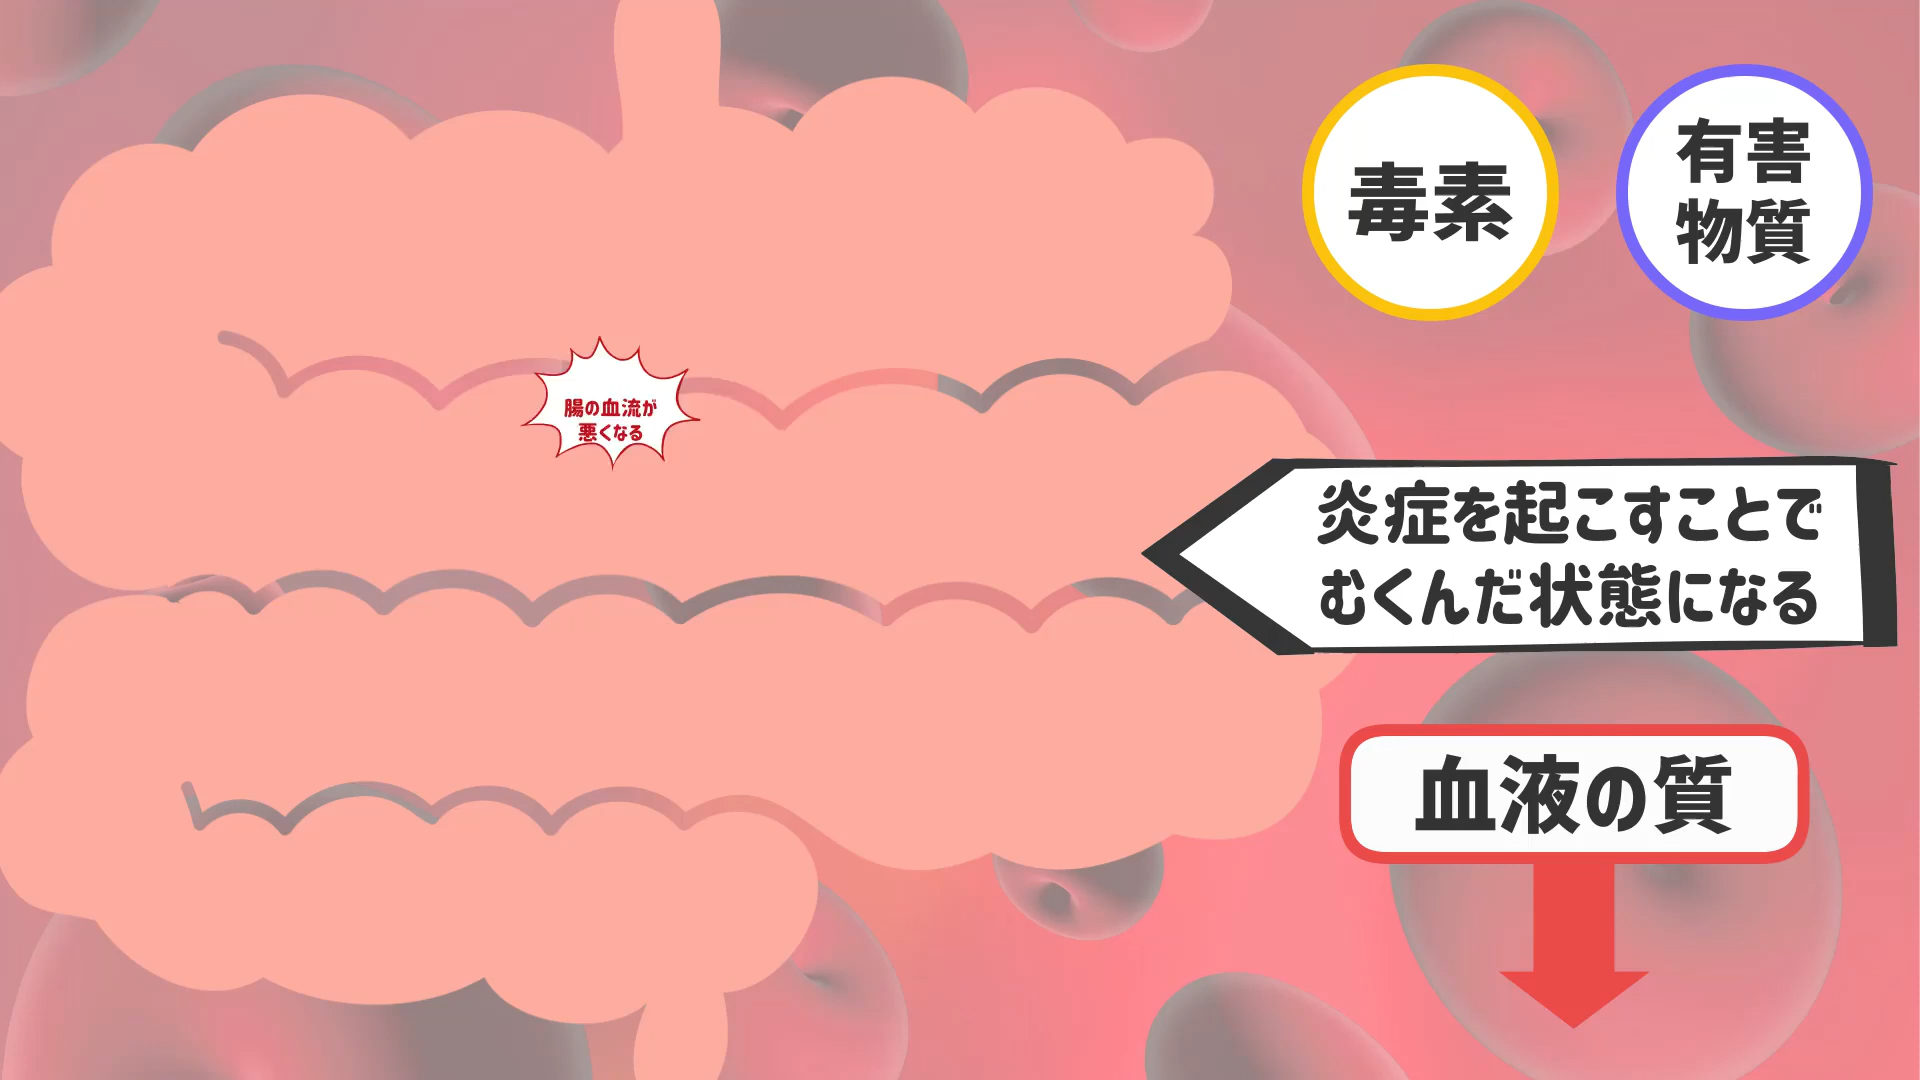 毒素
有害
物質
腸の血流が
悪くなる
炎症を起こすことで
むくんだ状態になる
血液の質